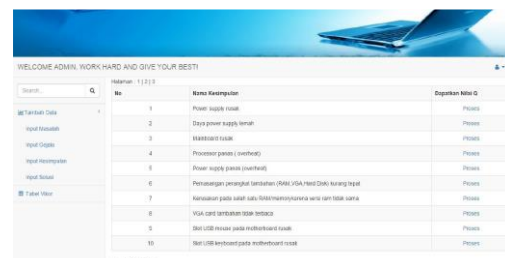 WELCOME ADMIN, WORK HARD AND GIVE YOUR BEST!
Halaman : 1 | 2 | 3
Search...
No Nama Kesimpulan Dapatkan Nilai G
1 Power supply rusak Proses
2 Daya power supply lemah Proses
3 Mainboard rusak Proses
4 Processor panas ( overheat) Proses
5 Power supply panas (overheat) Proses
6 Pemasangan perangkat tambahan (RAM,VGA,Hard Disk) kurang tepat Proses
7 Kerusakan pada salah satu RAM/memory/karena versi ram tidak sama Proses
8 VGA card tambahan tidak terbaca Proses
9 Slot USB mouse pada motherboard rusak Proses
10 Slot USB keyboard pada motherboard rusak Proses
Tambah Data
Input Masalah
Input Gejala
Input Kesimpulan
Input Solusi
Tabel View